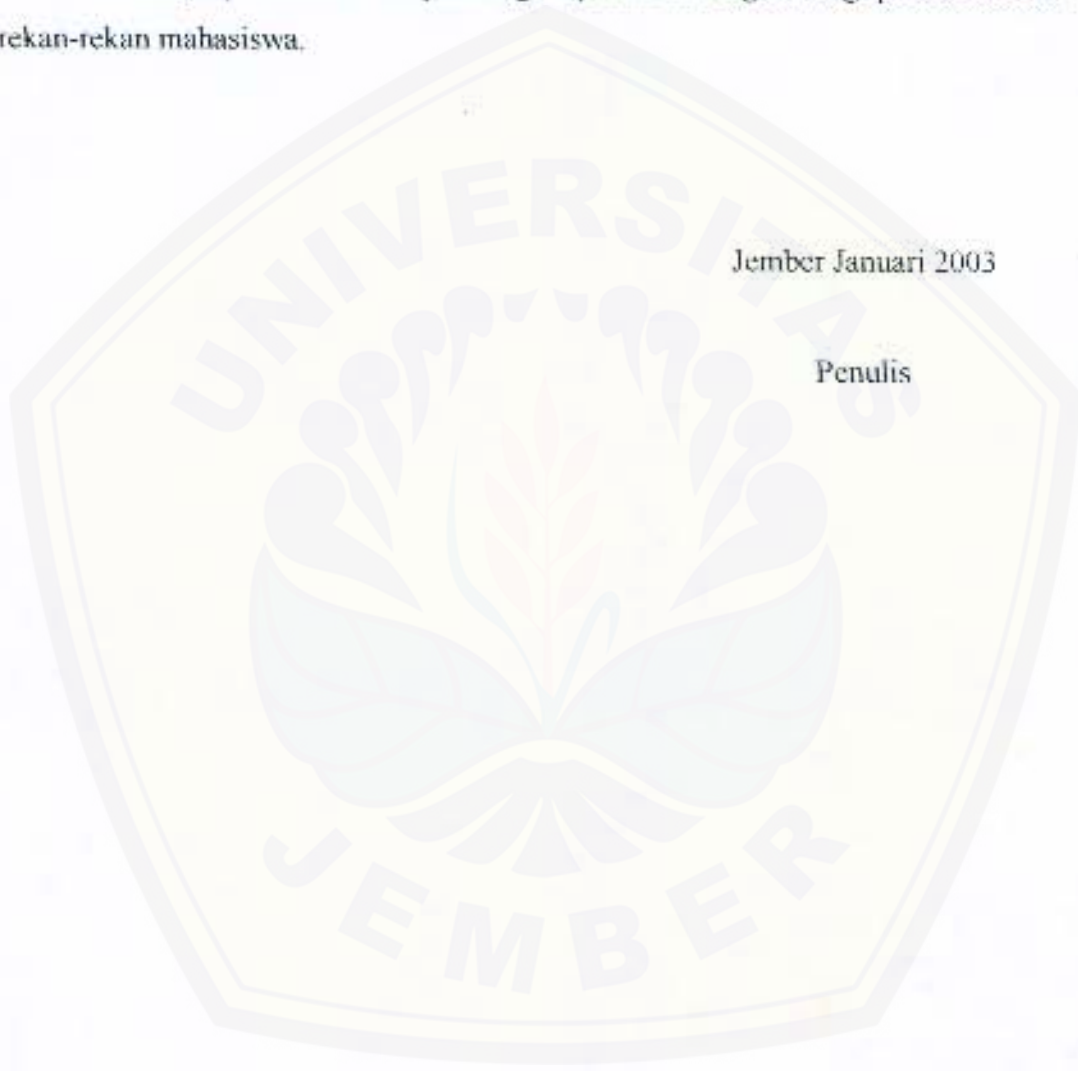 rekan-rekan mahasiswa.
Jember Januari 2003
Penulis
UNIVERSITAS
JEMBER